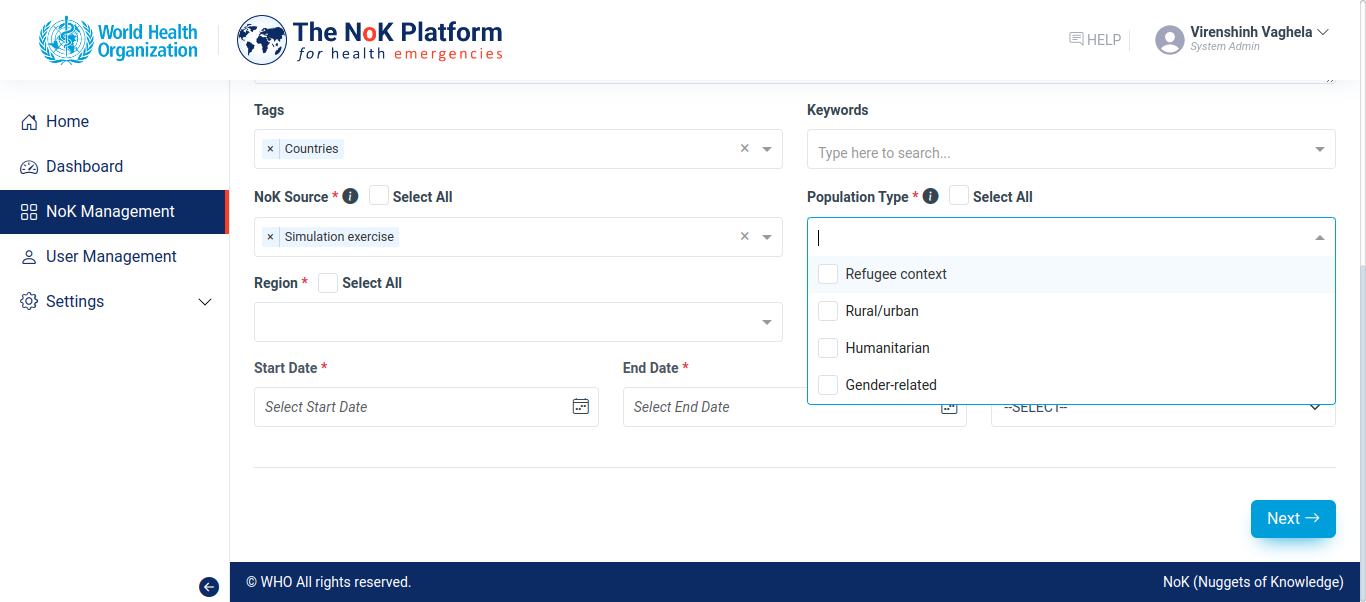 World Health
Organization
The NoK Platform
for health emergencies
HELP
Virenshinh Vaghela
System Admin
Home
Dashboard
NoK Management
User Management
Settings
Tags
Keywords
× Countries
×
Type here to search...
NoK Source * i Select All
Population Type * i Select All
× Simulation exercise
×
Refugee context
Rural/urban
Humanitarian
Gender-related
Region * Select All
Start Date *
End Date *
Select Start Date
Select End Date
--SELECT--
Next →
© WHO All rights reserved.
NoK (Nuggets of Knowledge)